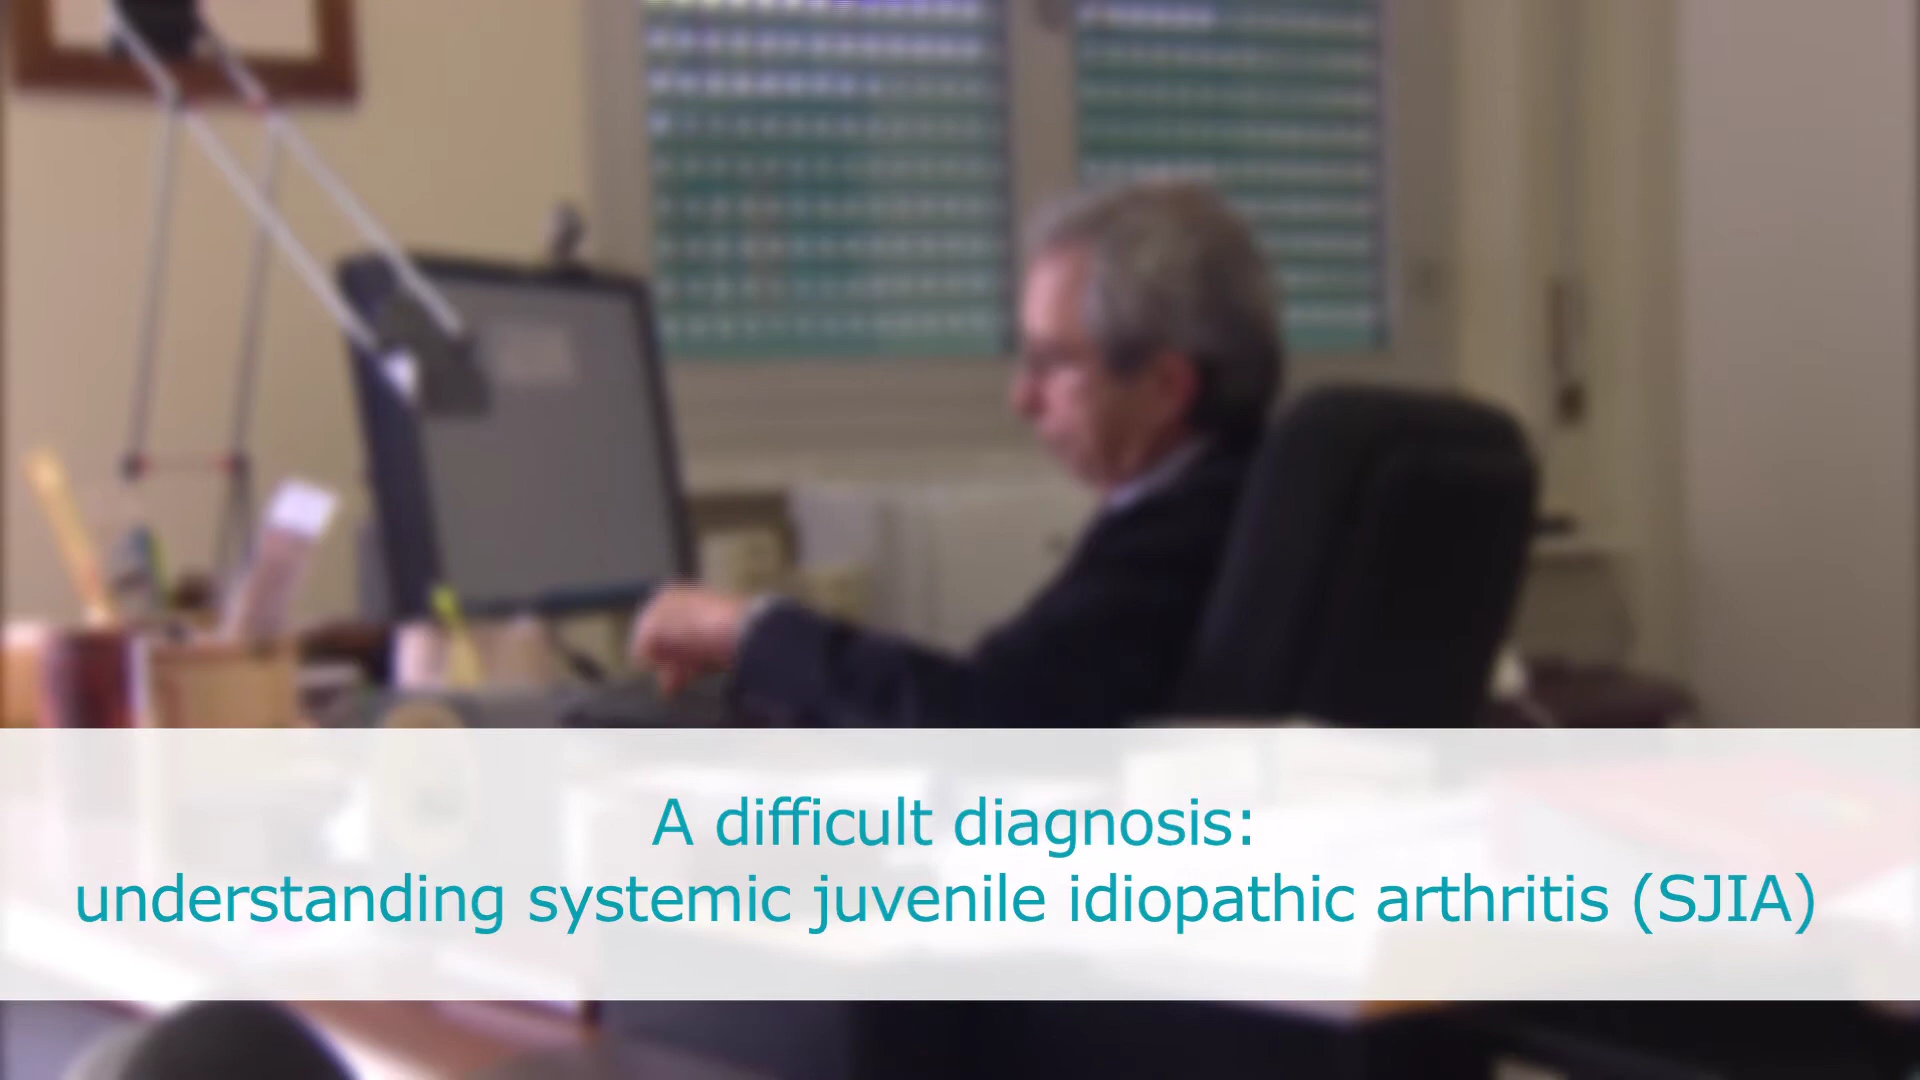 A difficult diagnosis:
understanding systemic juvenile idiopathic arthritis (SJIA)